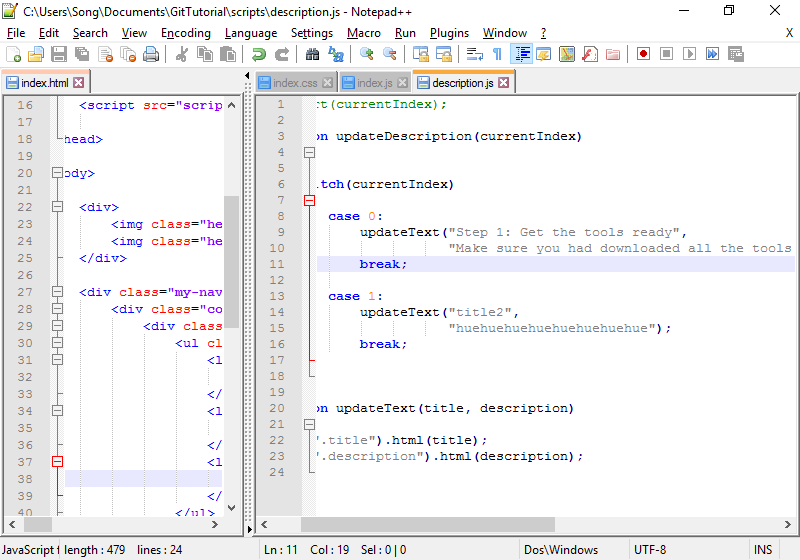 C:\Users\Song\Documents\GitTutorial\scripts\description.js - Notepad++
File Edit Search View Encoding Language Settings Macro Run Plugins Window ?
index.html
index.css index.js description.js
16 <script src="scrip
17
18 head>
19
20 ody>
21
22 <div>
23 <img class="he
24 <img class="he
25 </div>
26
27 <div class="my-nav
28 <div class="co
29 <div class
30 <ul cl
31 <l
32
33 </
34 <l
35
36 </
37 <l
38
39 </
40 </ul>
1 rt(currentIndex);
2
3 on updateDescription(currentIndex)
4
5
6 tch(currentIndex)
7
8 case 0:
9 updateText("Step 1: Get the tools ready",
10 "Make sure you had downloaded all the tools
11 break;
12
13 case 1:
14 updateText("title2",
15 "huehuehuehuehuehuehuehue");
16 break;
17
18
19
20 on updateText(title, description)
21
22 ".title").html(title);
23 ".description").html(description);
24
JavaScript f length : 479 lines : 24 Ln : 11 Col : 19 Sel : 0 | 0 Dos\Windows UTF-8 INS